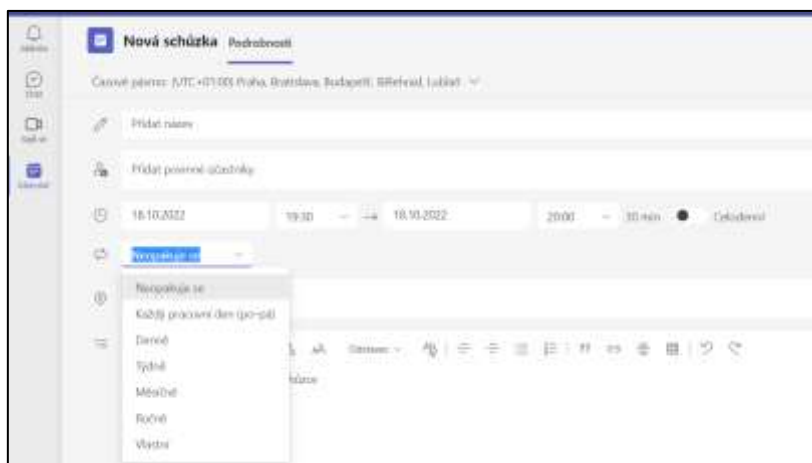 Nová schůzka Podrobnosti
Časové pásmo: (UTC+01:00) Praha, Bratislava, Budapešť,
Přidat název
Přidat povinné účastníky
18.10.2022 19:30 → 18.10.2022 20:00 30 min Celodenní
Neopakuje se
Neopakuje se
Každý pracovní den (po-pá)
Denně
Týdně
Měsíčně
Ročně
Vlastní
Odstavec